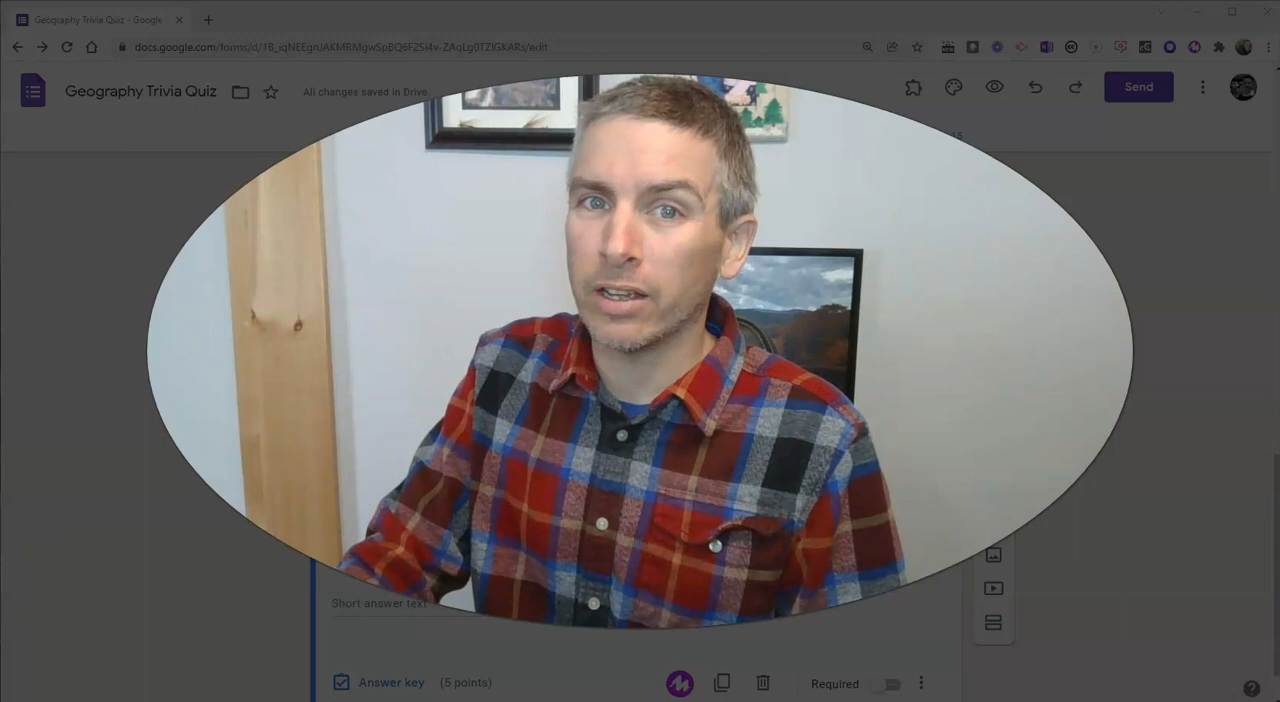 Geography Trivia Quiz - Google
docs.google.com/forms/d/1B_iqNEEgnJAKMRMgwSpBQ6F2Si4v-ZAqLg0TZIGKARs/edit
Geography Trivia Quiz
All changes saved in Drive
Send
Short answer text
Answer key (5 points)
Required